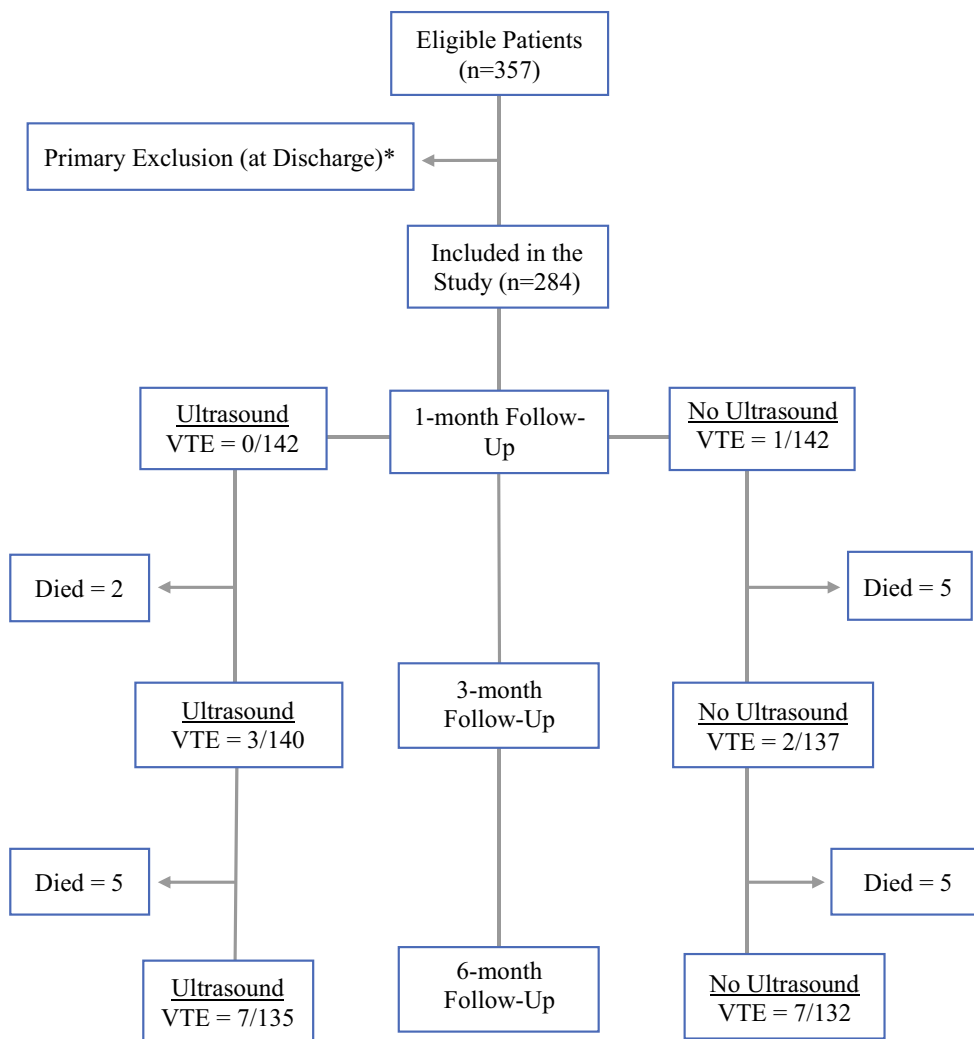 Eligible Patients
(n=357)
Primary Exclusion (at Discharge)*
Included in the
Study (n=284)
Ultrasound
VTE = 0/142
1-month Follow-
Up
No Ultrasound
VTE = 1/142
Died = 2
Died = 5
Ultrasound
VTE = 3/140
3-month
Follow-Up
No Ultrasound
VTE = 2/137
Died = 5
Died = 5
Ultrasound
VTE = 7/135
6-month
Follow-Up
No Ultrasound
VTE = 7/132